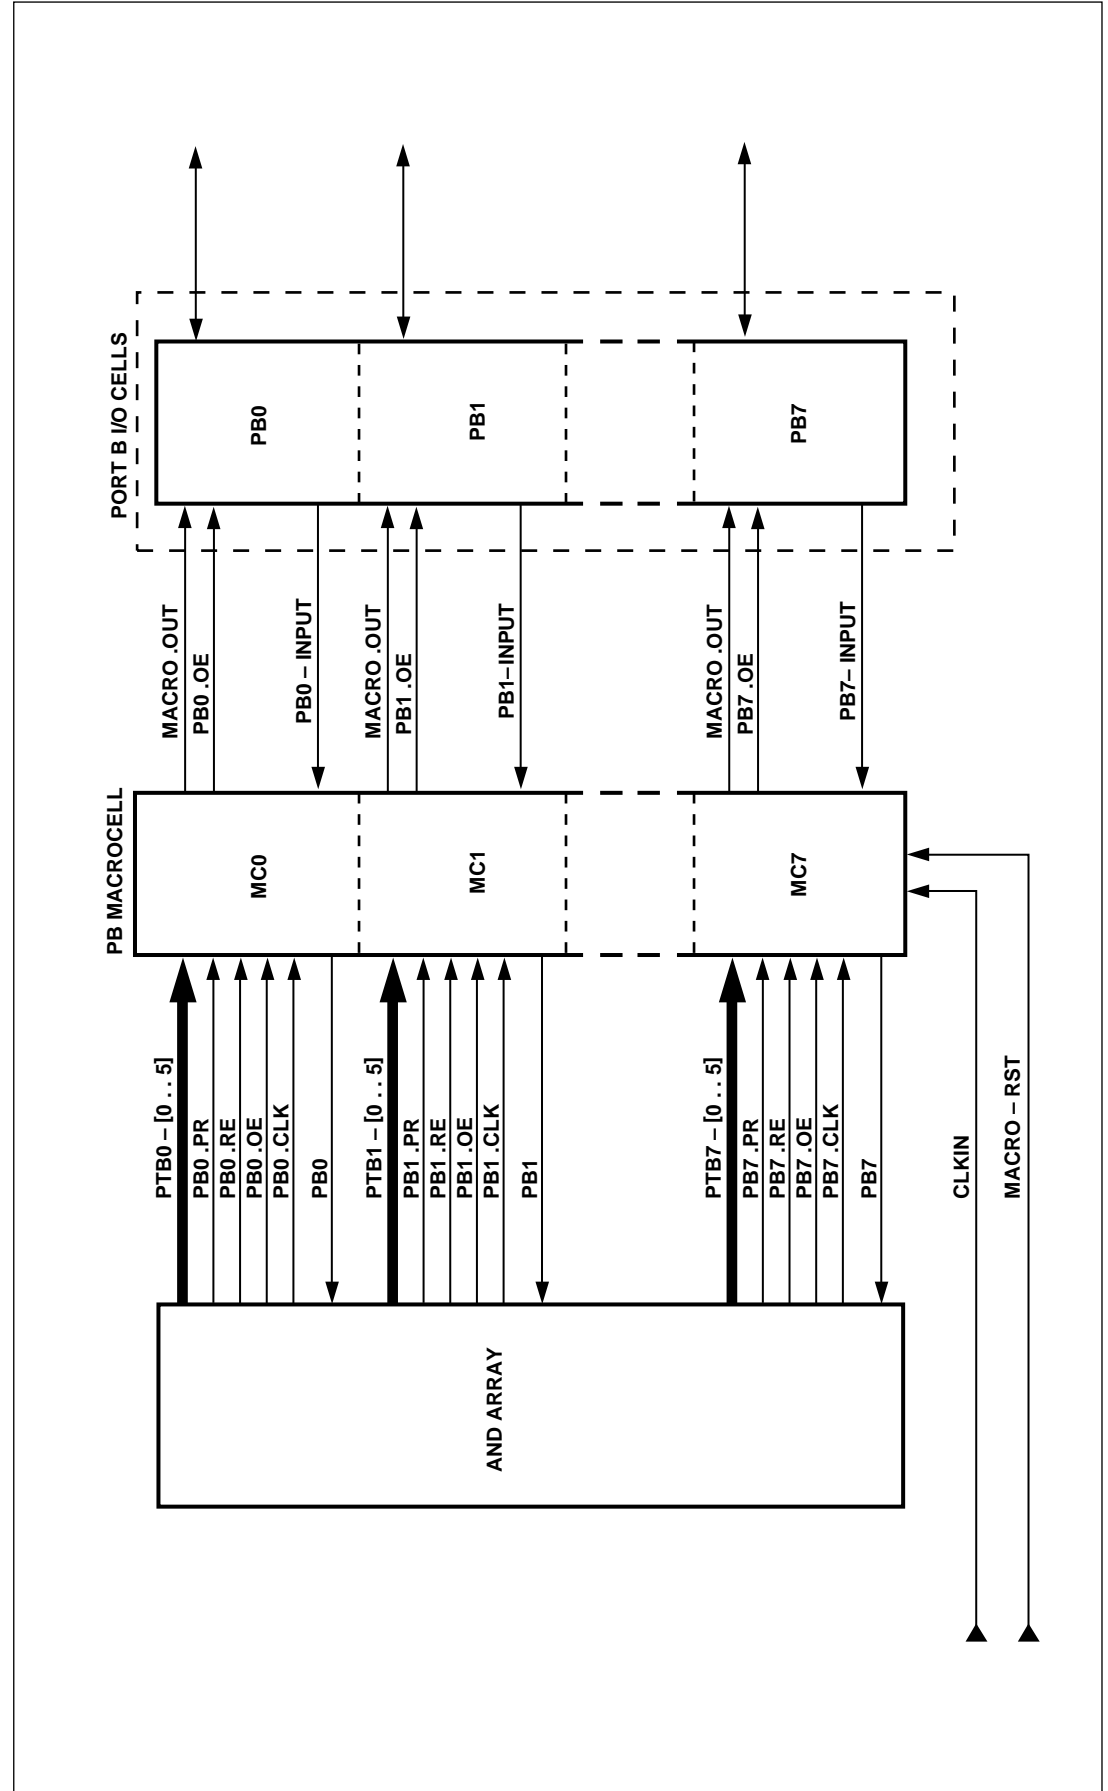 PORT B I/O CELLS
PB0
PB1
PB7
MACRO .OUT
PB0 .OE
PB0 – INPUT
MACRO .OUT
PB1 .OE
PB1– INPUT
MACRO .OUT
PB7 .OE
PB7– INPUT
PB MACROCELL
MC0
MC1
MC7
PTB0 – [0 . . 5]
PB0 .PR
PB0 .RE
PB0 .OE
PB0 .CLK
PB0
PTB1 – [0 . . 5]
PB1 .PR
PB1 .RE
PB1 .OE
PB1 .CLK
PB1
PTB7 – [0 . . 5]
PB7 .PR
PB7 .RE
PB7 .OE
PB7 .CLK
PB7
CLKIN
MACRO – RST
AND ARRAY